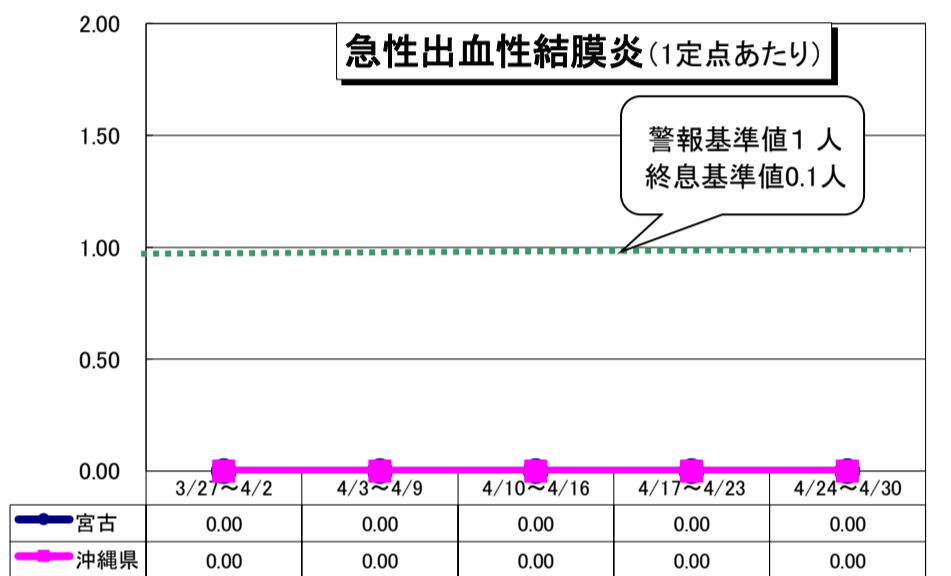 急性出血性結膜炎(1定点あたり)
警報基準値1 人
終息基準値0.1人
2.00
1.50
1.00
0.50
0.00
3/27～4/2 4/3～4/9 4/10～4/16 4/17～4/23 4/24～4/30
宮古 0.00 0.00 0.00 0.00 0.00
沖縄県 0.00 0.00 0.00 0.00 0.00